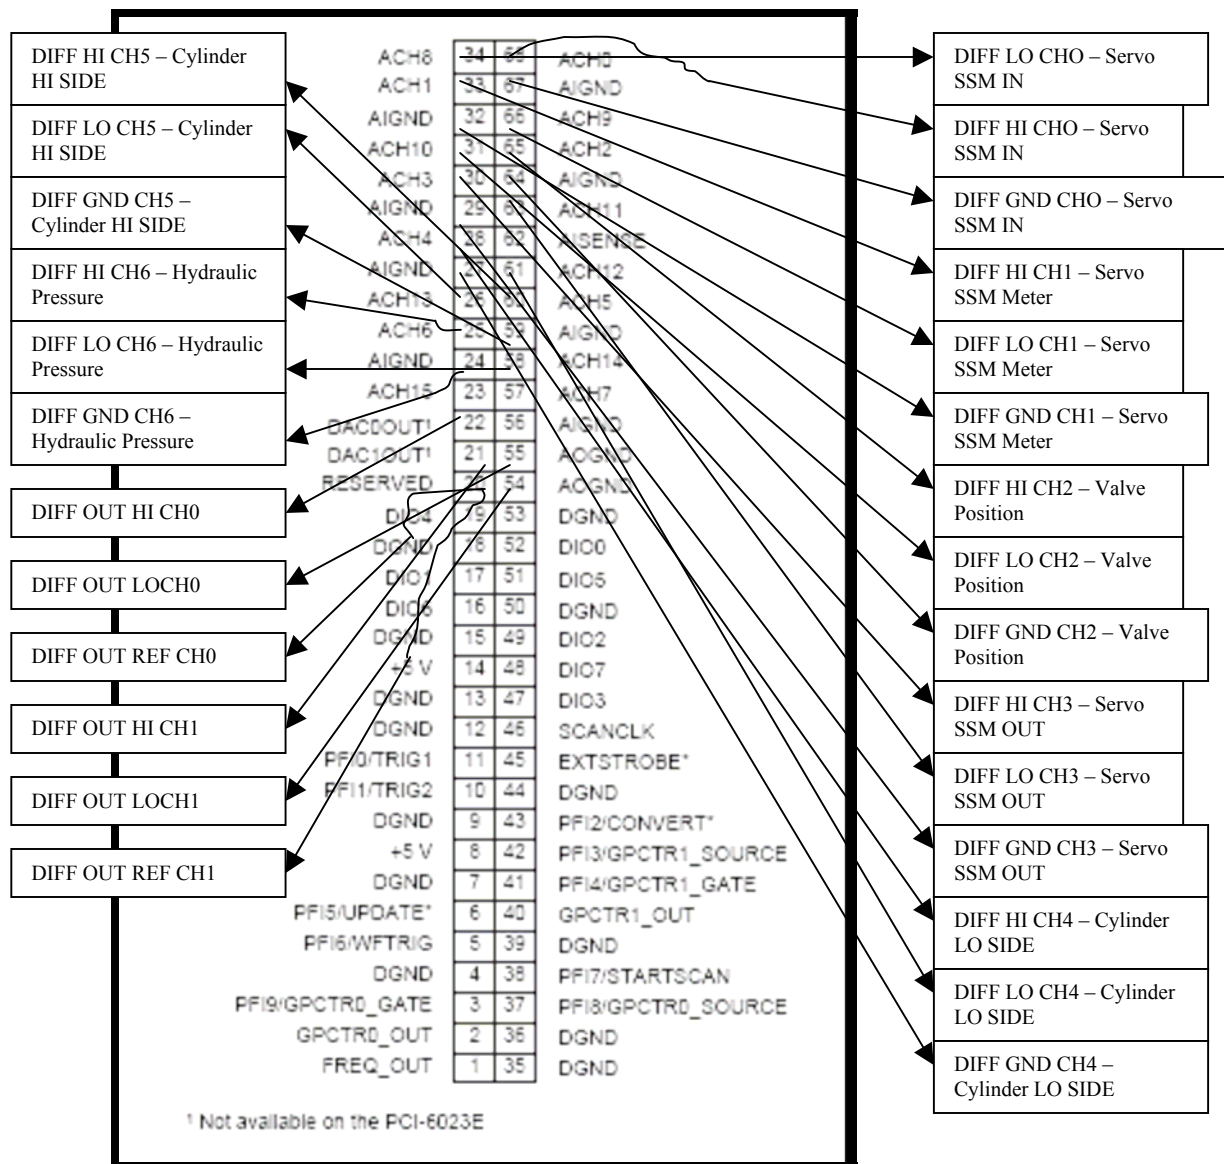 DIFF HI CH5 – Cylinder
HI SIDE
DIFF LO CH5 – Cylinder
HI SIDE
DIFF GND CH5 –
Cylinder HI SIDE
DIFF HI CH6 – Hydraulic
Pressure
DIFF LO CH6 – Hydraulic
Pressure
DIFF GND CH6 –
Hydraulic Pressure
DIFF OUT HI CH0
DIFF OUT LOCH0
DIFF OUT REF CH0
DIFF OUT HI CH1
DIFF OUT LOCH1
DIFF OUT REF CH1
ACH8 34 68 ACH0
ACH1 33 67 AIGND
AIGND 32 66 ACH9
ACH10 31 65 ACH2
ACH3 30 64 AIGND
AIGND 29 63 ACH11
ACH4 28 62 AISENSE
AIGND 27 61 ACH12
ACH13 26 60 ACH5
ACH6 25 59 AIGND
AIGND 24 58 ACH14
ACH15 23 57 ACH7
DAC0OUT¹ 22 56 AIGND
DAC1OUT¹ 21 55 AOGND
RESERVED 20 54 AOGND
DIO4 19 53 DGND
DGND 18 52 DIO0
DIO1 17 51 DIO5
DIO6 16 50 DGND
DGND 15 49 DIO2
+5 V 14 48 DIO7
DGND 13 47 DIO3
DGND 12 46 SCANCLK
PFI0/TRIG1 11 45 EXTSTROBE*
PFI1/TRIG2 10 44 DGND
DGND 9 43 PFI2/CONVERT*
+5 V 8 42 PFI3/GPCTR1_SOURCE
DGND 7 41 PFI4/GPCTR1_GATE
PFI5/UPDATE* 6 40 GPCTR1_OUT
PFI6/WFTRIG 5 39 DGND
DGND 4 38 PFI7/STARTSCAN
PFI9/GPCTR0_GATE 3 37 PFI8/GPCTR0_SOURCE
GPCTR0_OUT 2 36 DGND
FREQ_OUT 1 35 DGND
¹ Not available on the PCI-6023E
DIFF LO CHO – Servo
SSM IN
DIFF HI CHO – Servo
SSM IN
DIFF GND CHO – Servo
SSM IN
DIFF HI CH1 – Servo
SSM Meter
DIFF LO CH1 – Servo
SSM Meter
DIFF GND CH1 – Servo
SSM Meter
DIFF HI CH2 – Valve
Position
DIFF LO CH2 – Valve
Position
DIFF GND CH2 – Valve
Position
DIFF HI CH3 – Servo
SSM OUT
DIFF LO CH3 – Servo
SSM OUT
DIFF GND CH3 – Servo
SSM OUT
DIFF HI CH4 – Cylinder
LO SIDE
DIFF LO CH4 – Cylinder
LO SIDE
DIFF GND CH4 –
Cylinder LO SIDE